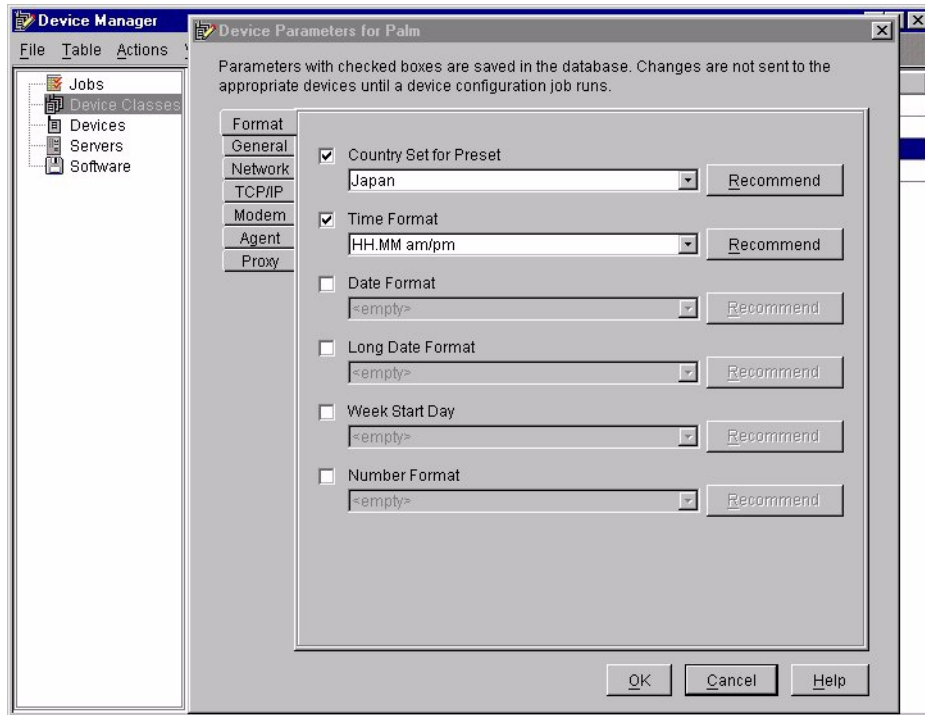 Device Manager
File Table Actions
Jobs
Device Classes
Devices
Servers
Software
Device Parameters for Palm
Parameters with checked boxes are saved in the database. Changes are not sent to the
appropriate devices until a device configuration job runs.
Format
General
Network
TCP/IP
Modem
Agent
Proxy
Country Set for Preset
Japan
Recommend
Time Format
HH.MM am/pm
Recommend
Date Format
<empty>
Recommend
Long Date Format
<empty>
Recommend
Week Start Day
<empty>
Recommend
Number Format
<empty>
Recommend
OK Cancel Help